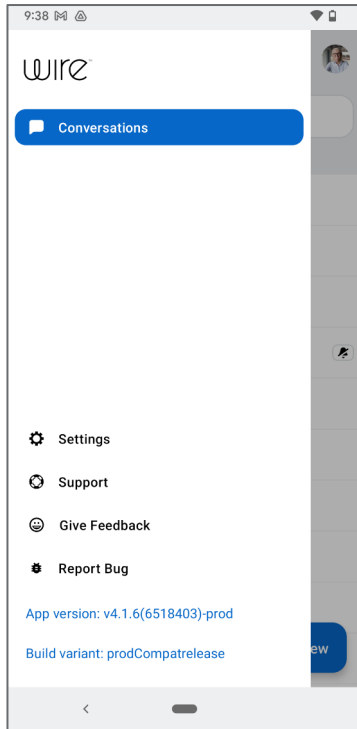 9:38
wire
Conversations
Settings
Support
Give Feedback
Report Bug
App version: v4.1.6(6518403)-prod
Build variant: prodCompatrelease
ew